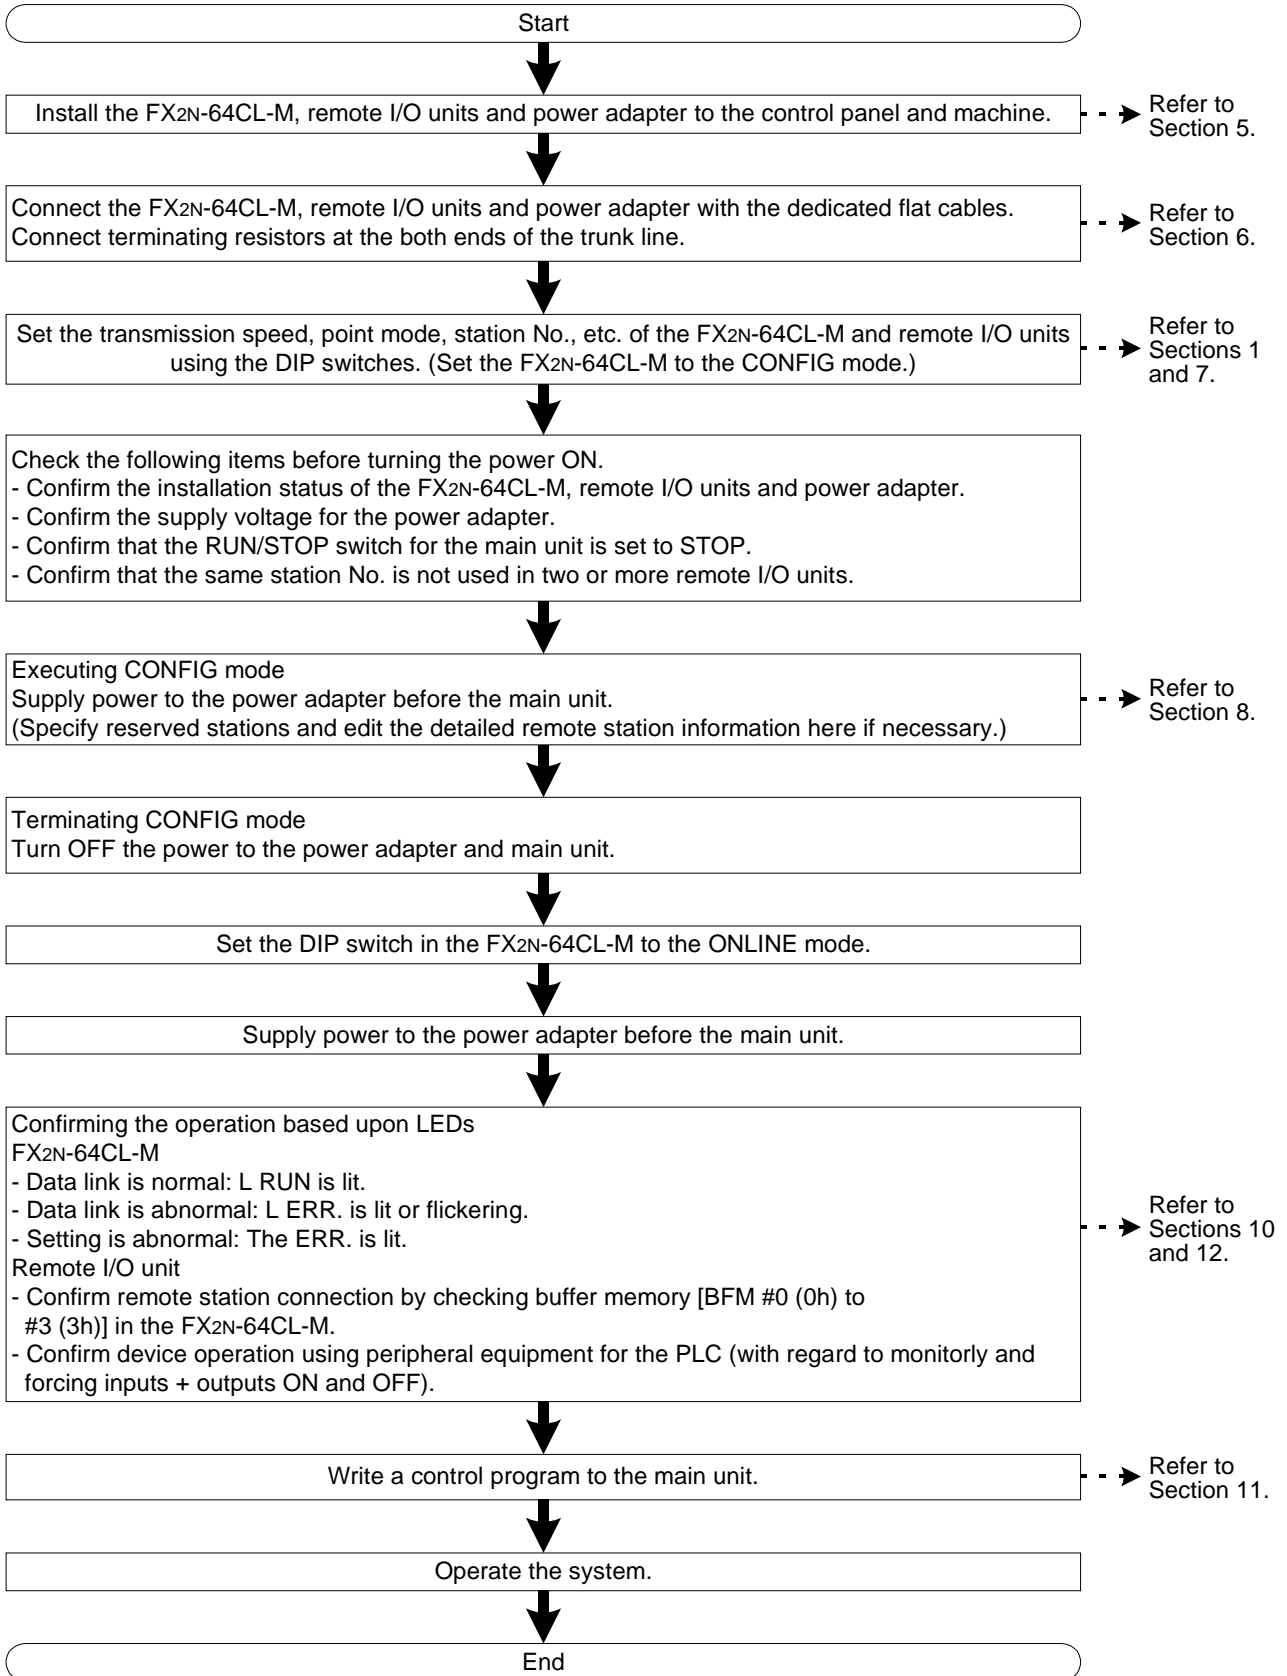 Start
Install the FX2N-64CL-M, remote I/O units and power adapter to the control panel and machine.
Refer to
Section 5.
Connect the FX2N-64CL-M, remote I/O units and power adapter with the dedicated flat cables.
Connect terminating resistors at the both ends of the trunk line.
Refer to
Section 6.
Set the transmission speed, point mode, station No., etc. of the FX2N-64CL-M and remote I/O units
using the DIP switches. (Set the FX2N-64CL-M to the CONFIG mode.)
Refer to
Sections 1
and 7.
Check the following items before turning the power ON.
- Confirm the installation status of the FX2N-64CL-M, remote I/O units and power adapter.
- Confirm the supply voltage for the power adapter.
- Confirm that the RUN/STOP switch for the main unit is set to STOP.
- Confirm that the same station No. is not used in two or more remote I/O units.
Executing CONFIG mode
Supply power to the power adapter before the main unit.
(Specify reserved stations and edit the detailed remote station information here if necessary.)
Refer to
Section 8.
Terminating CONFIG mode
Turn OFF the power to the power adapter and main unit.
Set the DIP switch in the FX2N-64CL-M to the ONLINE mode.
Supply power to the power adapter before the main unit.
Confirming the operation based upon LEDs
FX2N-64CL-M
- Data link is normal: L RUN is lit.
- Data link is abnormal: L ERR. is lit or flickering.
- Setting is abnormal: The ERR. is lit.
Remote I/O unit
- Confirm remote station connection by checking buffer memory [BFM #0 (0h) to
#3 (3h)] in the FX2N-64CL-M.
- Confirm device operation using peripheral equipment for the PLC (with regard to monitorly and
forcing inputs + outputs ON and OFF).
Refer to
Sections 10
and 12.
Write a control program to the main unit.
Refer to
Section 11.
Operate the system.
End